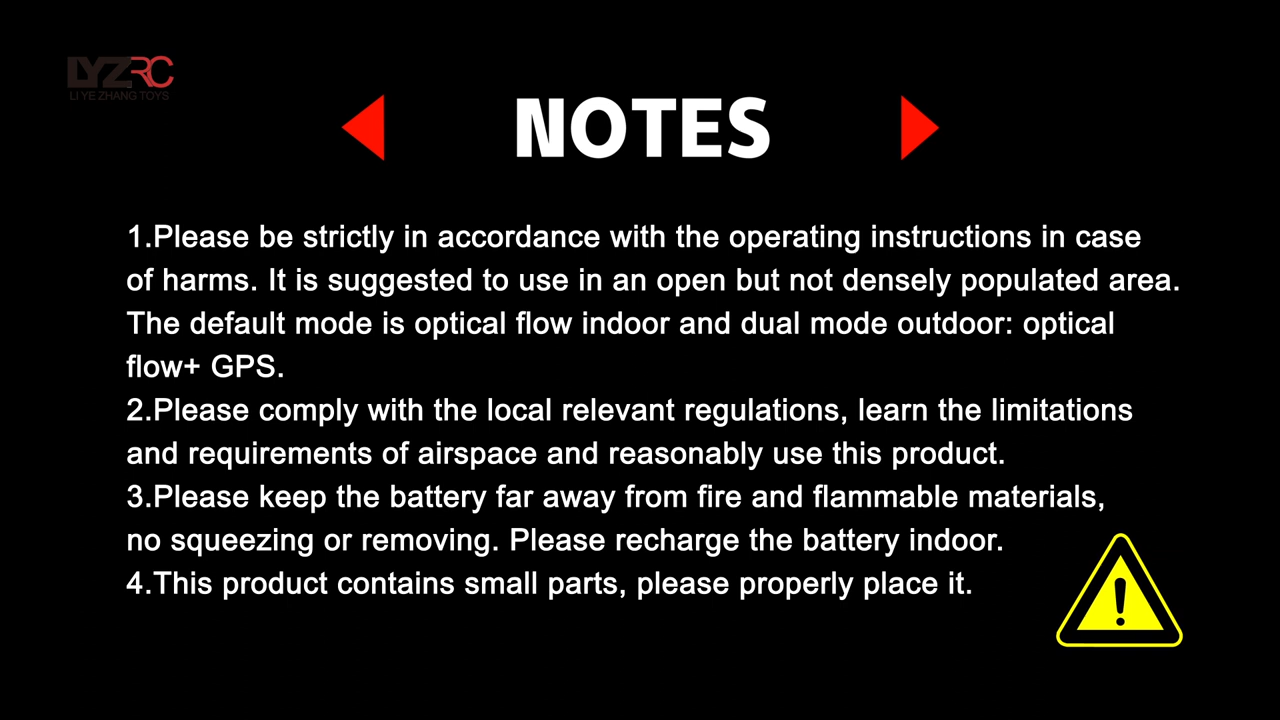 LYZRC
LI YE ZHANG TOYS
NOTES
1.Please be strictly in accordance with the operating instructions in case
of harms. It is suggested to use in an open but not densely populated area.
The default mode is optical flow indoor and dual mode outdoor: optical
flow+ GPS.
2.Please comply with the local relevant regulations, learn the limitations
and requirements of airspace and reasonably use this product.
3.Please keep the battery far away from fire and flammable materials,
no squeezing or removing. Please recharge the battery indoor.
4.This product contains small parts, please properly place it.
!